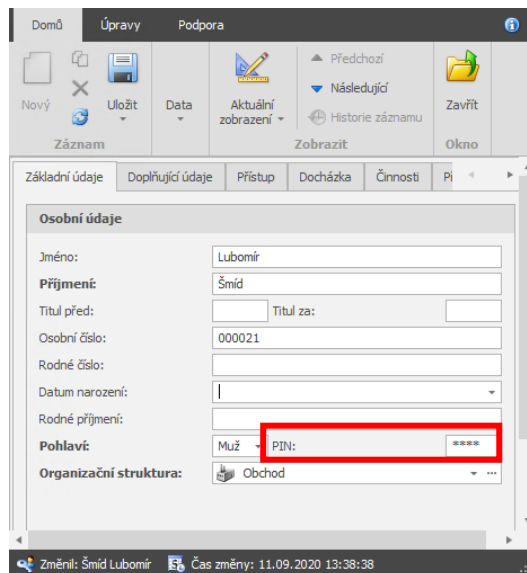 Domů Úpravy Podpora
Nový Uložit Data Aktuální zobrazení Předchozí
Následující
Historie záznamu
Zavřít
Záznam Zobrazit Okno
Základní údaje Doplňující údaje Přístup Docházka Činnosti
Osobní údaje
Jméno: Lubomír
Příjmení: Šmíd
Titul před: Titul za:
Osobní číslo: 000021
Rodné číslo:
Datum narození:
Rodné příjmení:
Pohlaví: Muž PIN: ****
Organizační struktura: Obchod
Změnil: Šmíd Lubomír Čas změny: 11.09.2020 13:38:38